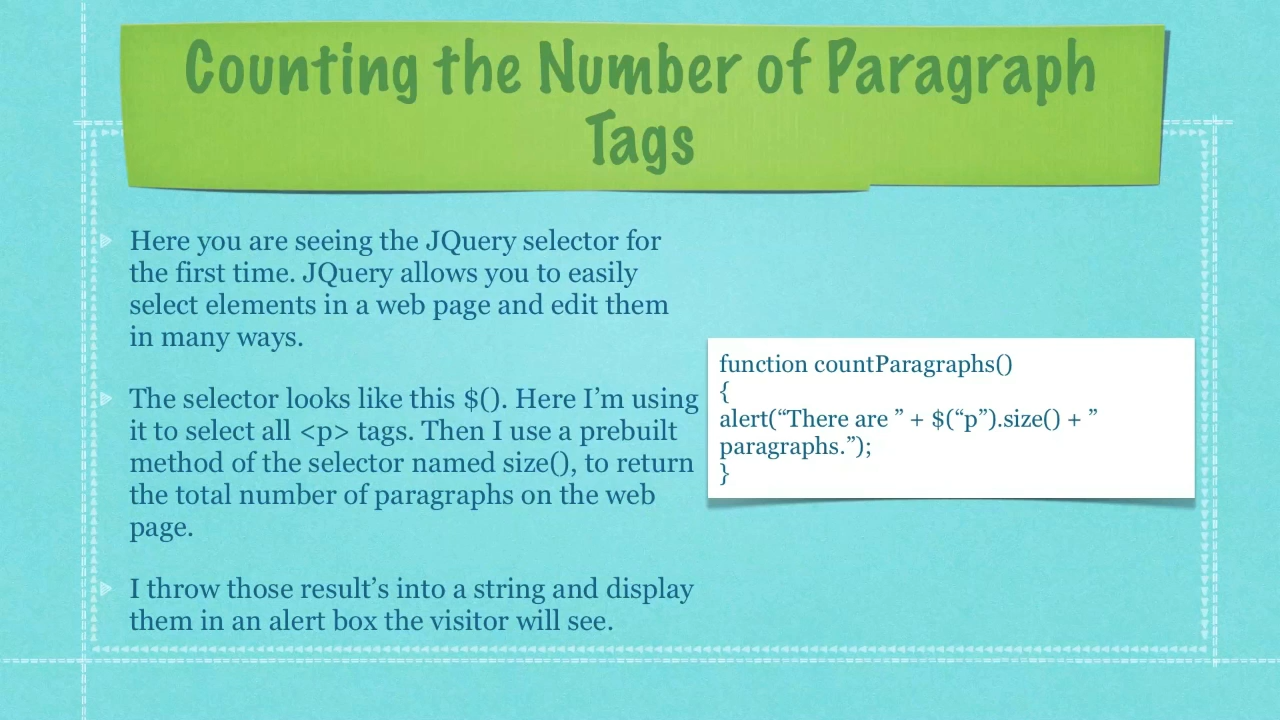 Counting the Number of Paragraph
Tags
Here you are seeing the JQuery selector for
the first time. JQuery allows you to easily
select elements in a web page and edit them
in many ways.
The selector looks like this $(). Here I’m using
it to select all <p> tags. Then I use a prebuilt
method of the selector named size(), to return
the total number of paragraphs on the web
page.
I throw those result’s into a string and display
them in an alert box the visitor will see.
function countParagraphs()
{
alert(“There are ” + $(“p”).size() + ”
paragraphs.”);
}